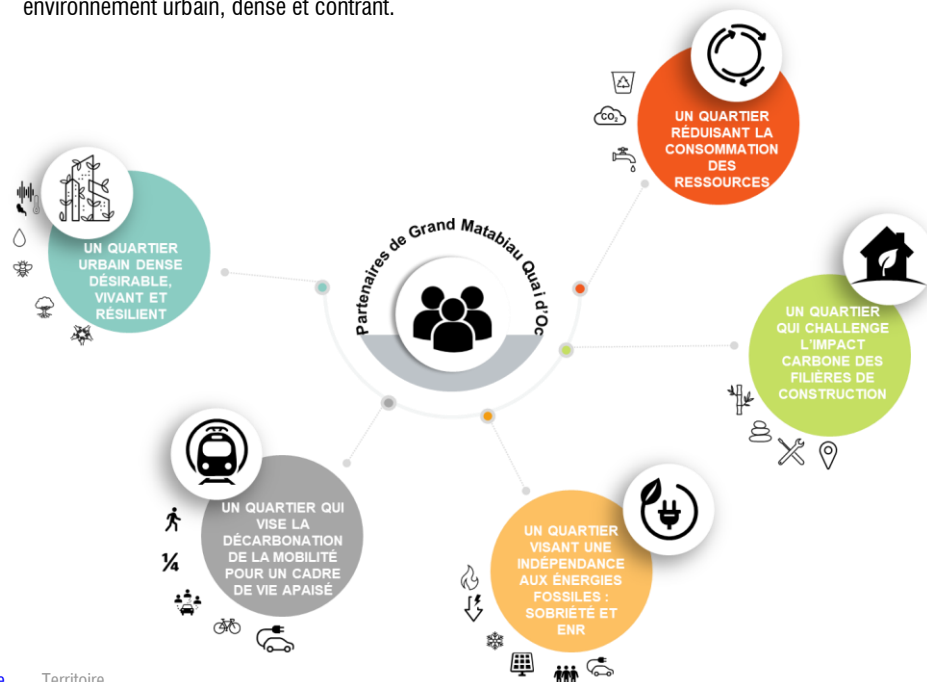 environnement urbain, dense et contrant.
UN QUARTIER
RÉDUISANT LA
CONSOMMATION
DES
RESSOURCES
CO₂
UN QUARTIER
URBAIN DENSE
DÉSIRABLE,
VIVANT ET
RÉSILIENT
Partenaires de Grand Matabiau Quai d'Oc
UN QUARTIER
QUI CHALLENGE
L'IMPACT
CARBONE DES
FILIÈRES DE
CONSTRUCTION
UN QUARTIER QUI
VISE LA
DÉCARBONATION
DE LA MOBILITÉ
POUR UN CADRE
DE VIE APAISÉ
¼
UN QUARTIER
VISANT UNE
INDÉPENDANCE
AUX ÉNERGIES
FOSSILES :
SOBRIÉTÉ ET
ENR
Territoire